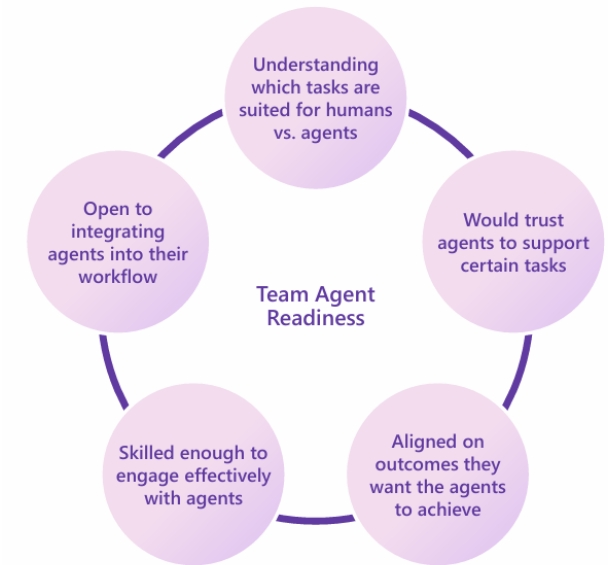 Understanding
which tasks are
suited for humans
vs. agents
Open to
integrating
agents into their
workflow
Would trust
agents to support
certain tasks
Team Agent
Readiness
Skilled enough to
engage effectively
with agents
Aligned on
outcomes they
want the agents
to achieve